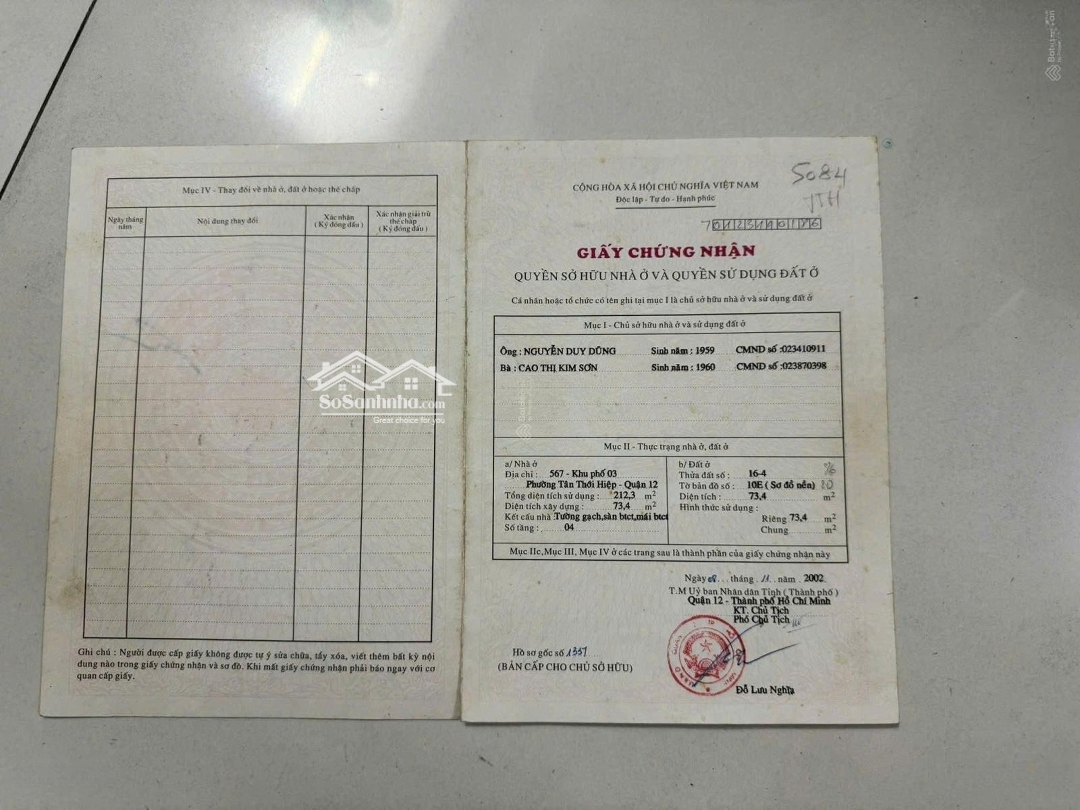 Mục IV - Thay đổi về nhà ở, đất ở hoặc thế chấp
Ngày tháng năm
Nội dung thay đổi
Xác nhận
(Ký đóng dấu)
Xác nhận giải trừ thế chấp
(Ký đóng dấu)
Ghi chú : Người được cấp giấy không được tự ý sửa chữa, tẩy xóa, viết thêm bất kỳ nội
dung nào trong giấy chứng nhận và sơ đồ. Khi mất giấy chứng nhận phải báo ngay với cơ
quan cấp giấy.
SoSanhnha.com
Great choice for you
5084
CỘNG HÒA XÃ HỘI CHỦ NGHĨA VIỆT NAM
Độc lập - Tự do - Hạnh phúc
GIẤY CHỨNG NHẬN
QUYỀN SỞ HỮU NHÀ Ở VÀ QUYỀN SỬ DỤNG ĐẤT Ở
Cá nhân hoặc tổ chức có tên ghi tại mục I là chủ sở hữu nhà ở và sử dụng đất ở
Mục I - Chủ sở hữu nhà ở và sử dụng đất ở
Ông : NGUYỄN DUY DŨNG Sinh năm : 1959 CMND số :023410911
Bà : CAO THỊ KIM SƠN Sinh năm : 1960 CMND số :023870398
Mục II - Thực trạng nhà ở, đất ở
a/ Nhà ở
Địa chỉ : 567 - Khu phố 03
Phường Tân Thới Hiệp - Quận 12
Tổng diện tích sử dụng : 212,3 m²
Diện tích xây dựng : 73,4 m²
Kết cấu nhà :Tường gạch,sàn btct,mái btct
Số tầng : 04
b/ Đất ở
Thửa đất số : 16-4
Tờ bản đồ số : 10E ( Sơ đồ nền)
Diện tích : 73,4 m²
Hình thức sử dụng :
Riêng 73,4 m²
Chung m²
Mục IIc,Mục III, Mục IV ở các trang sau là thành phần của giấy chứng nhận này
Ngày 08 tháng 11 năm 2002
T.M Uỷ ban Nhân dân Tỉnh ( Thành phố )
Quận 12 - Thành phố Hồ Chí Minh
KT. Chủ Tịch
Phó Chủ Tịch
Hồ sơ gốc số 1351
(BẢN CẤP CHO CHỦ SỞ HỮU)
Đỗ Lưu Nghĩa